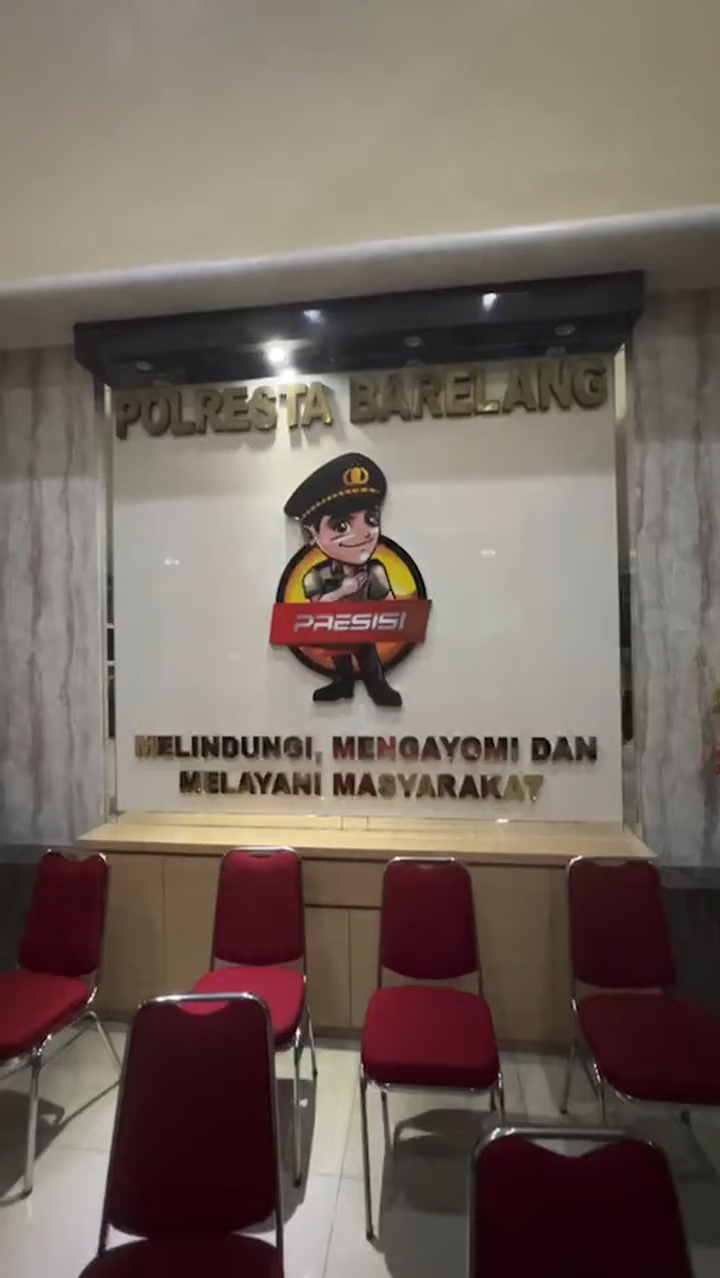 POLRESTA BARELANG
PRESISI
MELINDUNGI, MENGAYOMI DAN
MELAYANI MASYARAKAT